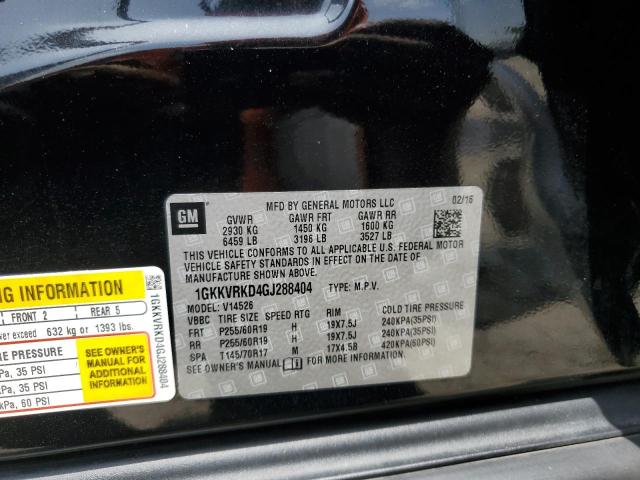 GM
MFD BY GENERAL MOTORS LLC
02/16
GVWR GAWR FRT GAWR RR
2930 KG 1450 KG 1600 KG
6459 LB 3196 LB 3527 LB
THIS VEHICLE CONFORMS TO ALL APPLICABLE U.S. FEDERAL MOTOR
VEHICLE SAFETY STANDARDS IN EFFECT ON THE DATE OF
MANUFACTURE SHOWN ABOVE.
1GKKVRKD4GJ288404 TYPE: M.P.V.
MODEL: V14526
VBBC TIRE SIZE SPEED RTG RIM COLD TIRE PRESSURE
FRT P255/60R19 H 19X7.5J 240KPA(35PSI)
RR P255/60R19 H 19X7.5J 240KPA(35PSI)
SPA T145/70R17 M 17X4.5B 420KPA(60PSI)
SEE OWNER'S MANUAL FOR MORE INFORMATION.
NG INFORMATION
FRONT 2 REAR 5
exceed 632 kg or 1393 lbs.
E PRESSURE
kPa, 35 PSI
kPa, 35 PSI
kPa, 60 PSI
SEE OWNER'S
MANUAL FOR
ADDITIONAL
INFORMATION
1GKKVRKD4GJ288404